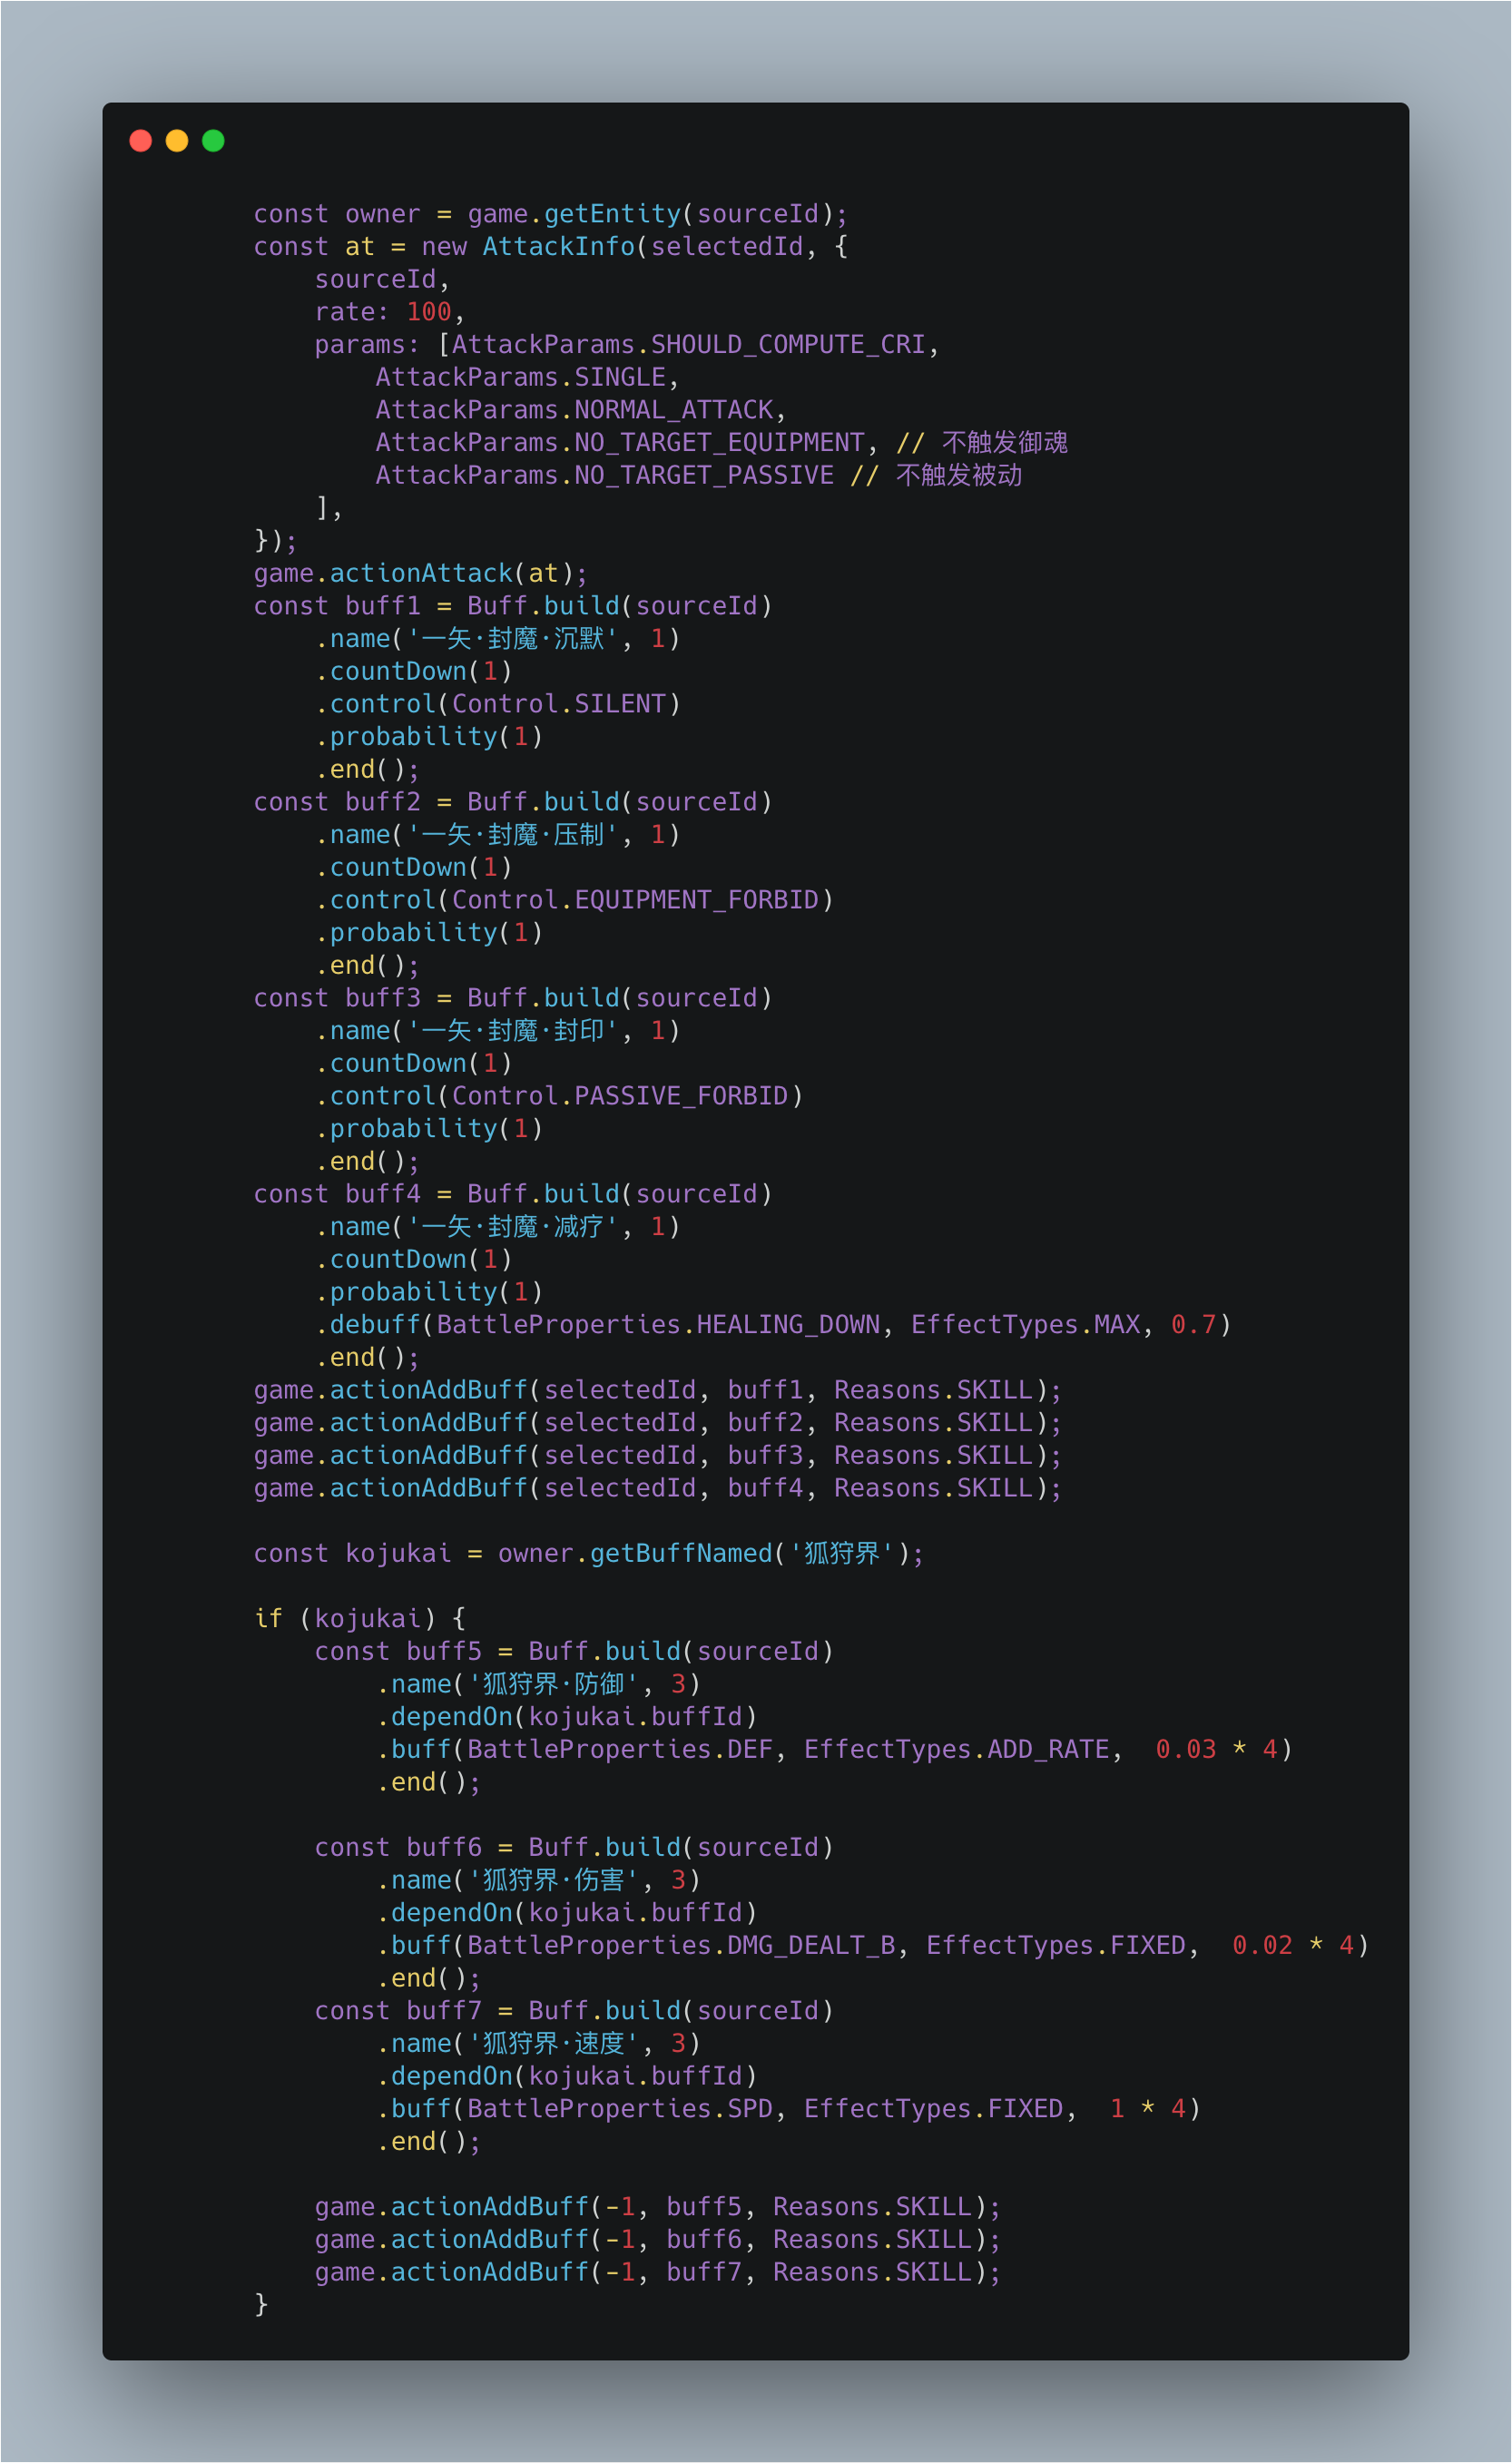 const owner = game.getEntity(sourceId);
const at = new AttackInfo(selectedId, {
    sourceId,
    rate: 100,
    params: [AttackParams.SHOULD_COMPUTE_CRI,
        AttackParams.SINGLE,
        AttackParams.NORMAL_ATTACK,
        AttackParams.NO_TARGET_EQUIPMENT, // 不触发御魂
        AttackParams.NO_TARGET_PASSIVE // 不触发被动
    ],
});
game.actionAttack(at);
const buff1 = Buff.build(sourceId)
    .name('一矢·封魔·沉默', 1)
    .countDown(1)
    .control(Control.SILENT)
    .probability(1)
    .end();
const buff2 = Buff.build(sourceId)
    .name('一矢·封魔·压制', 1)
    .countDown(1)
    .control(Control.EQUIPMENT_FORBID)
    .probability(1)
    .end();
const buff3 = Buff.build(sourceId)
    .name('一矢·封魔·封印', 1)
    .countDown(1)
    .control(Control.PASSIVE_FORBID)
    .probability(1)
    .end();
const buff4 = Buff.build(sourceId)
    .name('一矢·封魔·减疗', 1)
    .countDown(1)
    .probability(1)
    .debuff(BattleProperties.HEALING_DOWN, EffectTypes.MAX, 0.7)
    .end();
game.actionAddBuff(selectedId, buff1, Reasons.SKILL);
game.actionAddBuff(selectedId, buff2, Reasons.SKILL);
game.actionAddBuff(selectedId, buff3, Reasons.SKILL);
game.actionAddBuff(selectedId, buff4, Reasons.SKILL);

const kojukai = owner.getBuffNamed('狐狩界');

if (kojukai) {
    const buff5 = Buff.build(sourceId)
        .name('狐狩界·防御', 3)
        .dependOn(kojukai.buffId)
        .buff(BattleProperties.DEF, EffectTypes.ADD_RATE,  0.03 * 4)
        .end();

    const buff6 = Buff.build(sourceId)
        .name('狐狩界·伤害', 3)
        .dependOn(kojukai.buffId)
        .buff(BattleProperties.DMG_DEALT_B, EffectTypes.FIXED,  0.02 * 4)
        .end();
    const buff7 = Buff.build(sourceId)
        .name('狐狩界·速度', 3)
        .dependOn(kojukai.buffId)
        .buff(BattleProperties.SPD, EffectTypes.FIXED,  1 * 4)
        .end();

    game.actionAddBuff(-1, buff5, Reasons.SKILL);
    game.actionAddBuff(-1, buff6, Reasons.SKILL);
    game.actionAddBuff(-1, buff7, Reasons.SKILL);
}